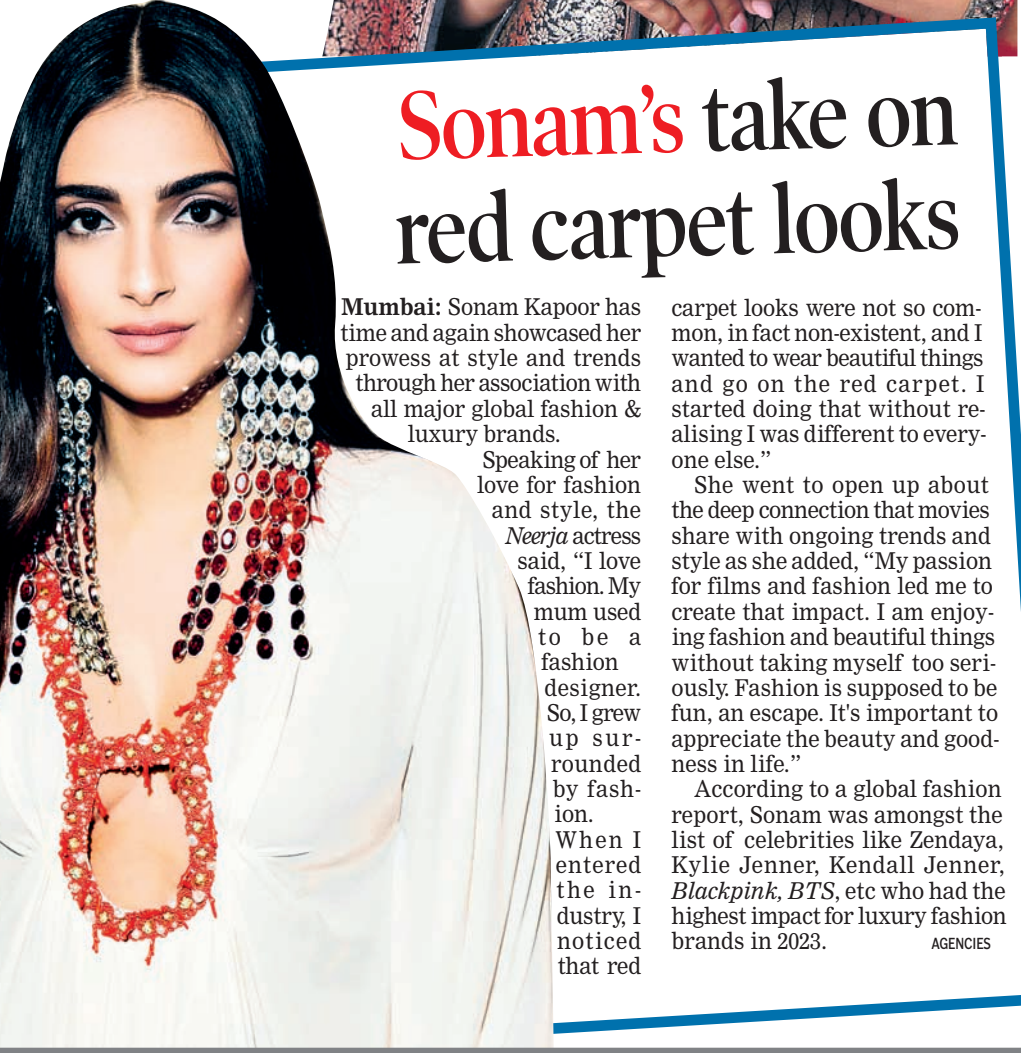 Sonam’s take on
red carpet looks
Mumbai: Sonam Kapoor has
time and again showcased her
prowess at style and trends
through her association with
all major global fashion &
luxury brands.
Speaking of her
love for fashion
and style, the
Neerja actress
said, “I love
fashion. My
mum used
to be a
fashion
designer.
So, I grew
up sur-
rounded
by fash-
ion.
When I
entered
the in-
dustry, I
noticed
that red
carpet looks were not so com-
mon, in fact non-existent, and I
wanted to wear beautiful things
and go on the red carpet. I
started doing that without re-
alising I was different to every-
one else.”
She went to open up about
the deep connection that movies
share with ongoing trends and
style as she added, “My passion
for films and fashion led me to
create that impact. I am enjoy-
ing fashion and beautiful things
without taking myself too seri-
ously. Fashion is supposed to be
fun, an escape. It's important to
appreciate the beauty and good-
ness in life.”
According to a global fashion
report, Sonam was amongst the
list of celebrities like Zendaya,
Kylie Jenner, Kendall Jenner,
Blackpink, BTS, etc who had the
highest impact for luxury fashion
brands in 2023. AGENCIES